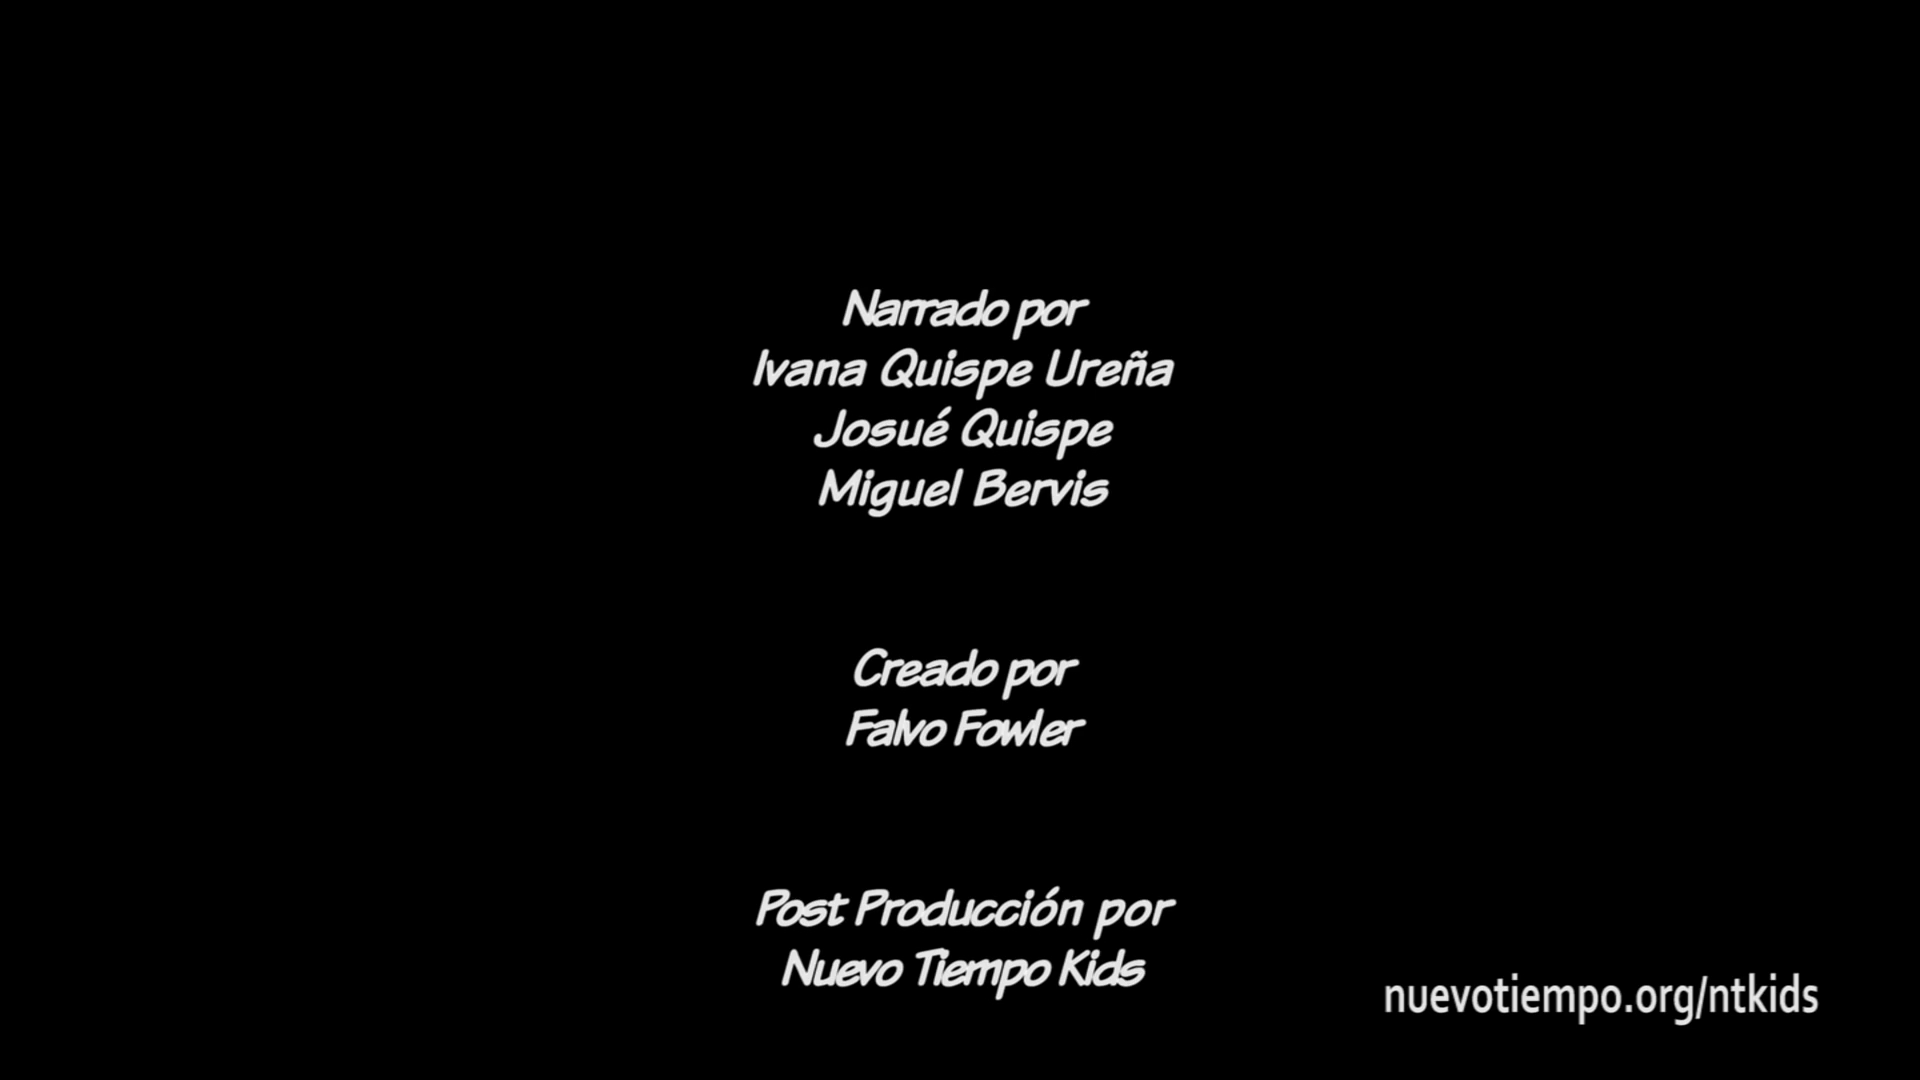 Narrado por
Ivana Quispe Ureña
Josué Quispe
Miguel Bervis
Creado por
Falvo Fowler
Post Producción por
Nuevo Tiempo Kids
nuevotiempo.org/ntkids